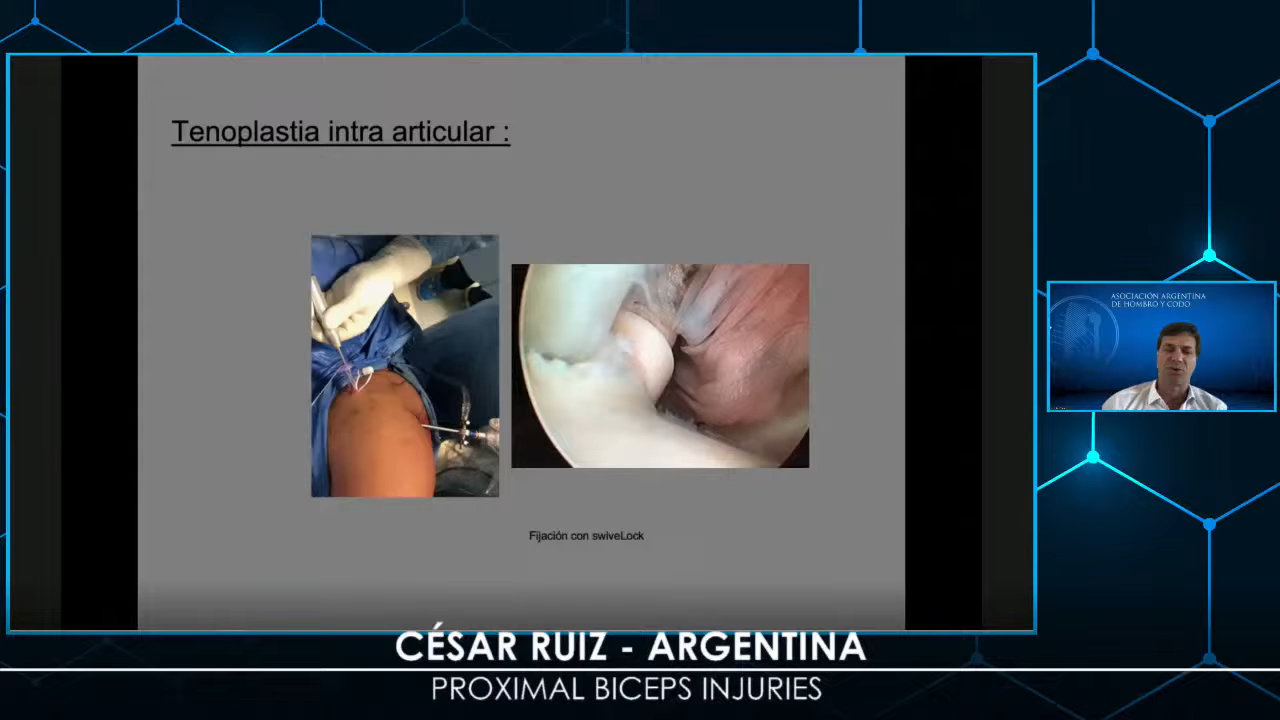 Tenoplastia intra articular :
ASOCIACIÓN ARGENTINA
DE HOMBRO Y CODO
Fijación con swiveLock
CÉSAR RUIZ - ARGENTINA
PROXIMAL BICEPS INJURIES